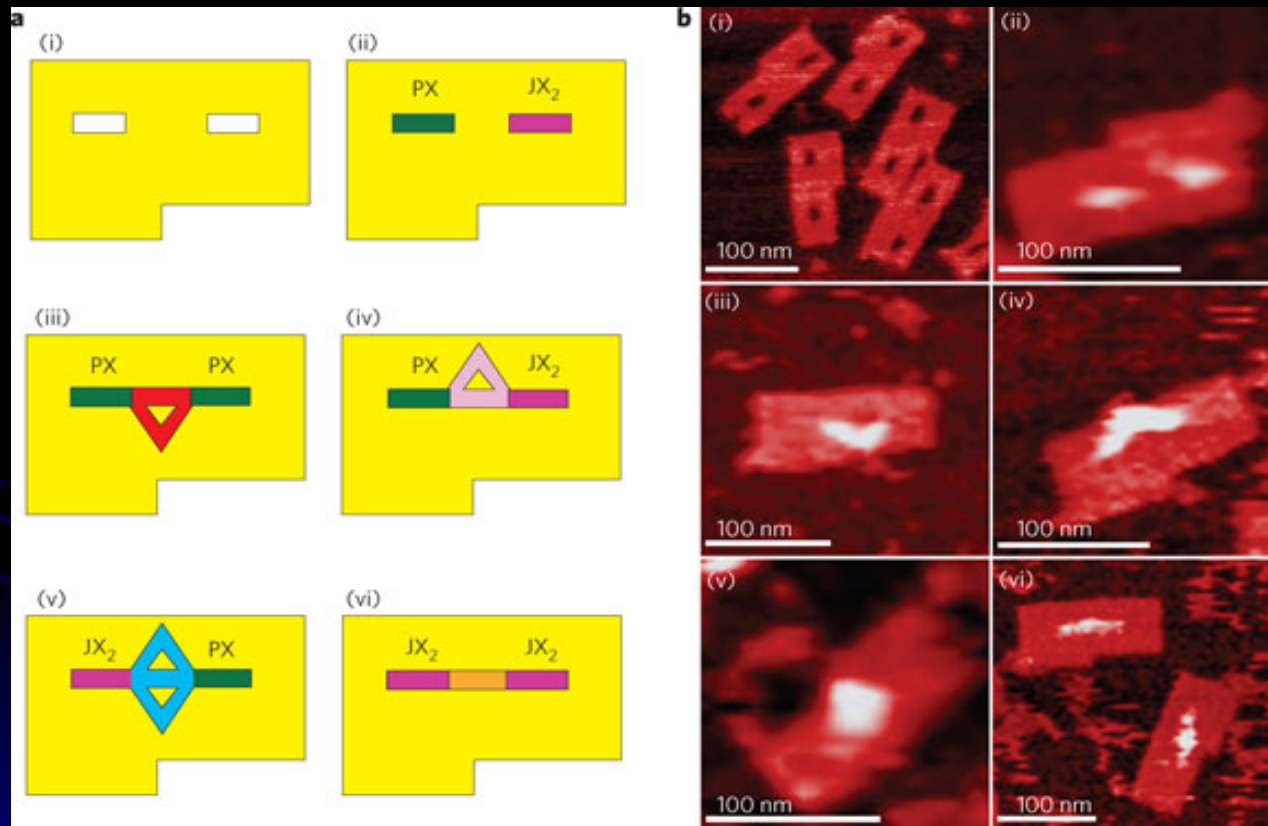 a
(i)
(ii)
PX JX₂
(iii)
PX PX
(iv)
PX JX₂
(v)
JX₂ PX
(vi)
JX₂ JX₂
b
(i)
100 nm
(ii)
100 nm
(iii)
100 nm
(iv)
100 nm
(v)
100 nm
(vi)
100 nm